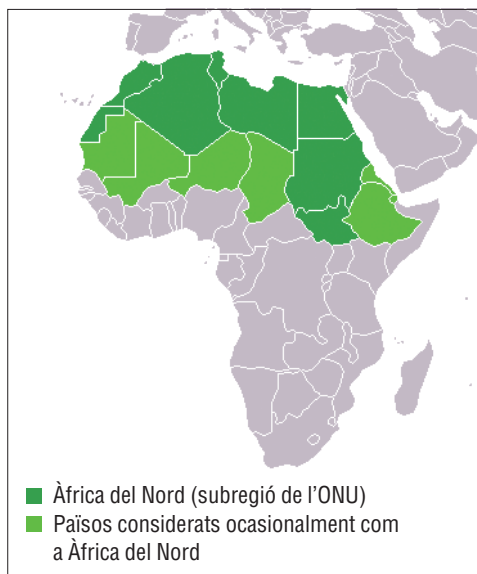 Àfrica del Nord (subregió de l’ONU)
Països considerats ocasionalment com
a Àfrica del Nord